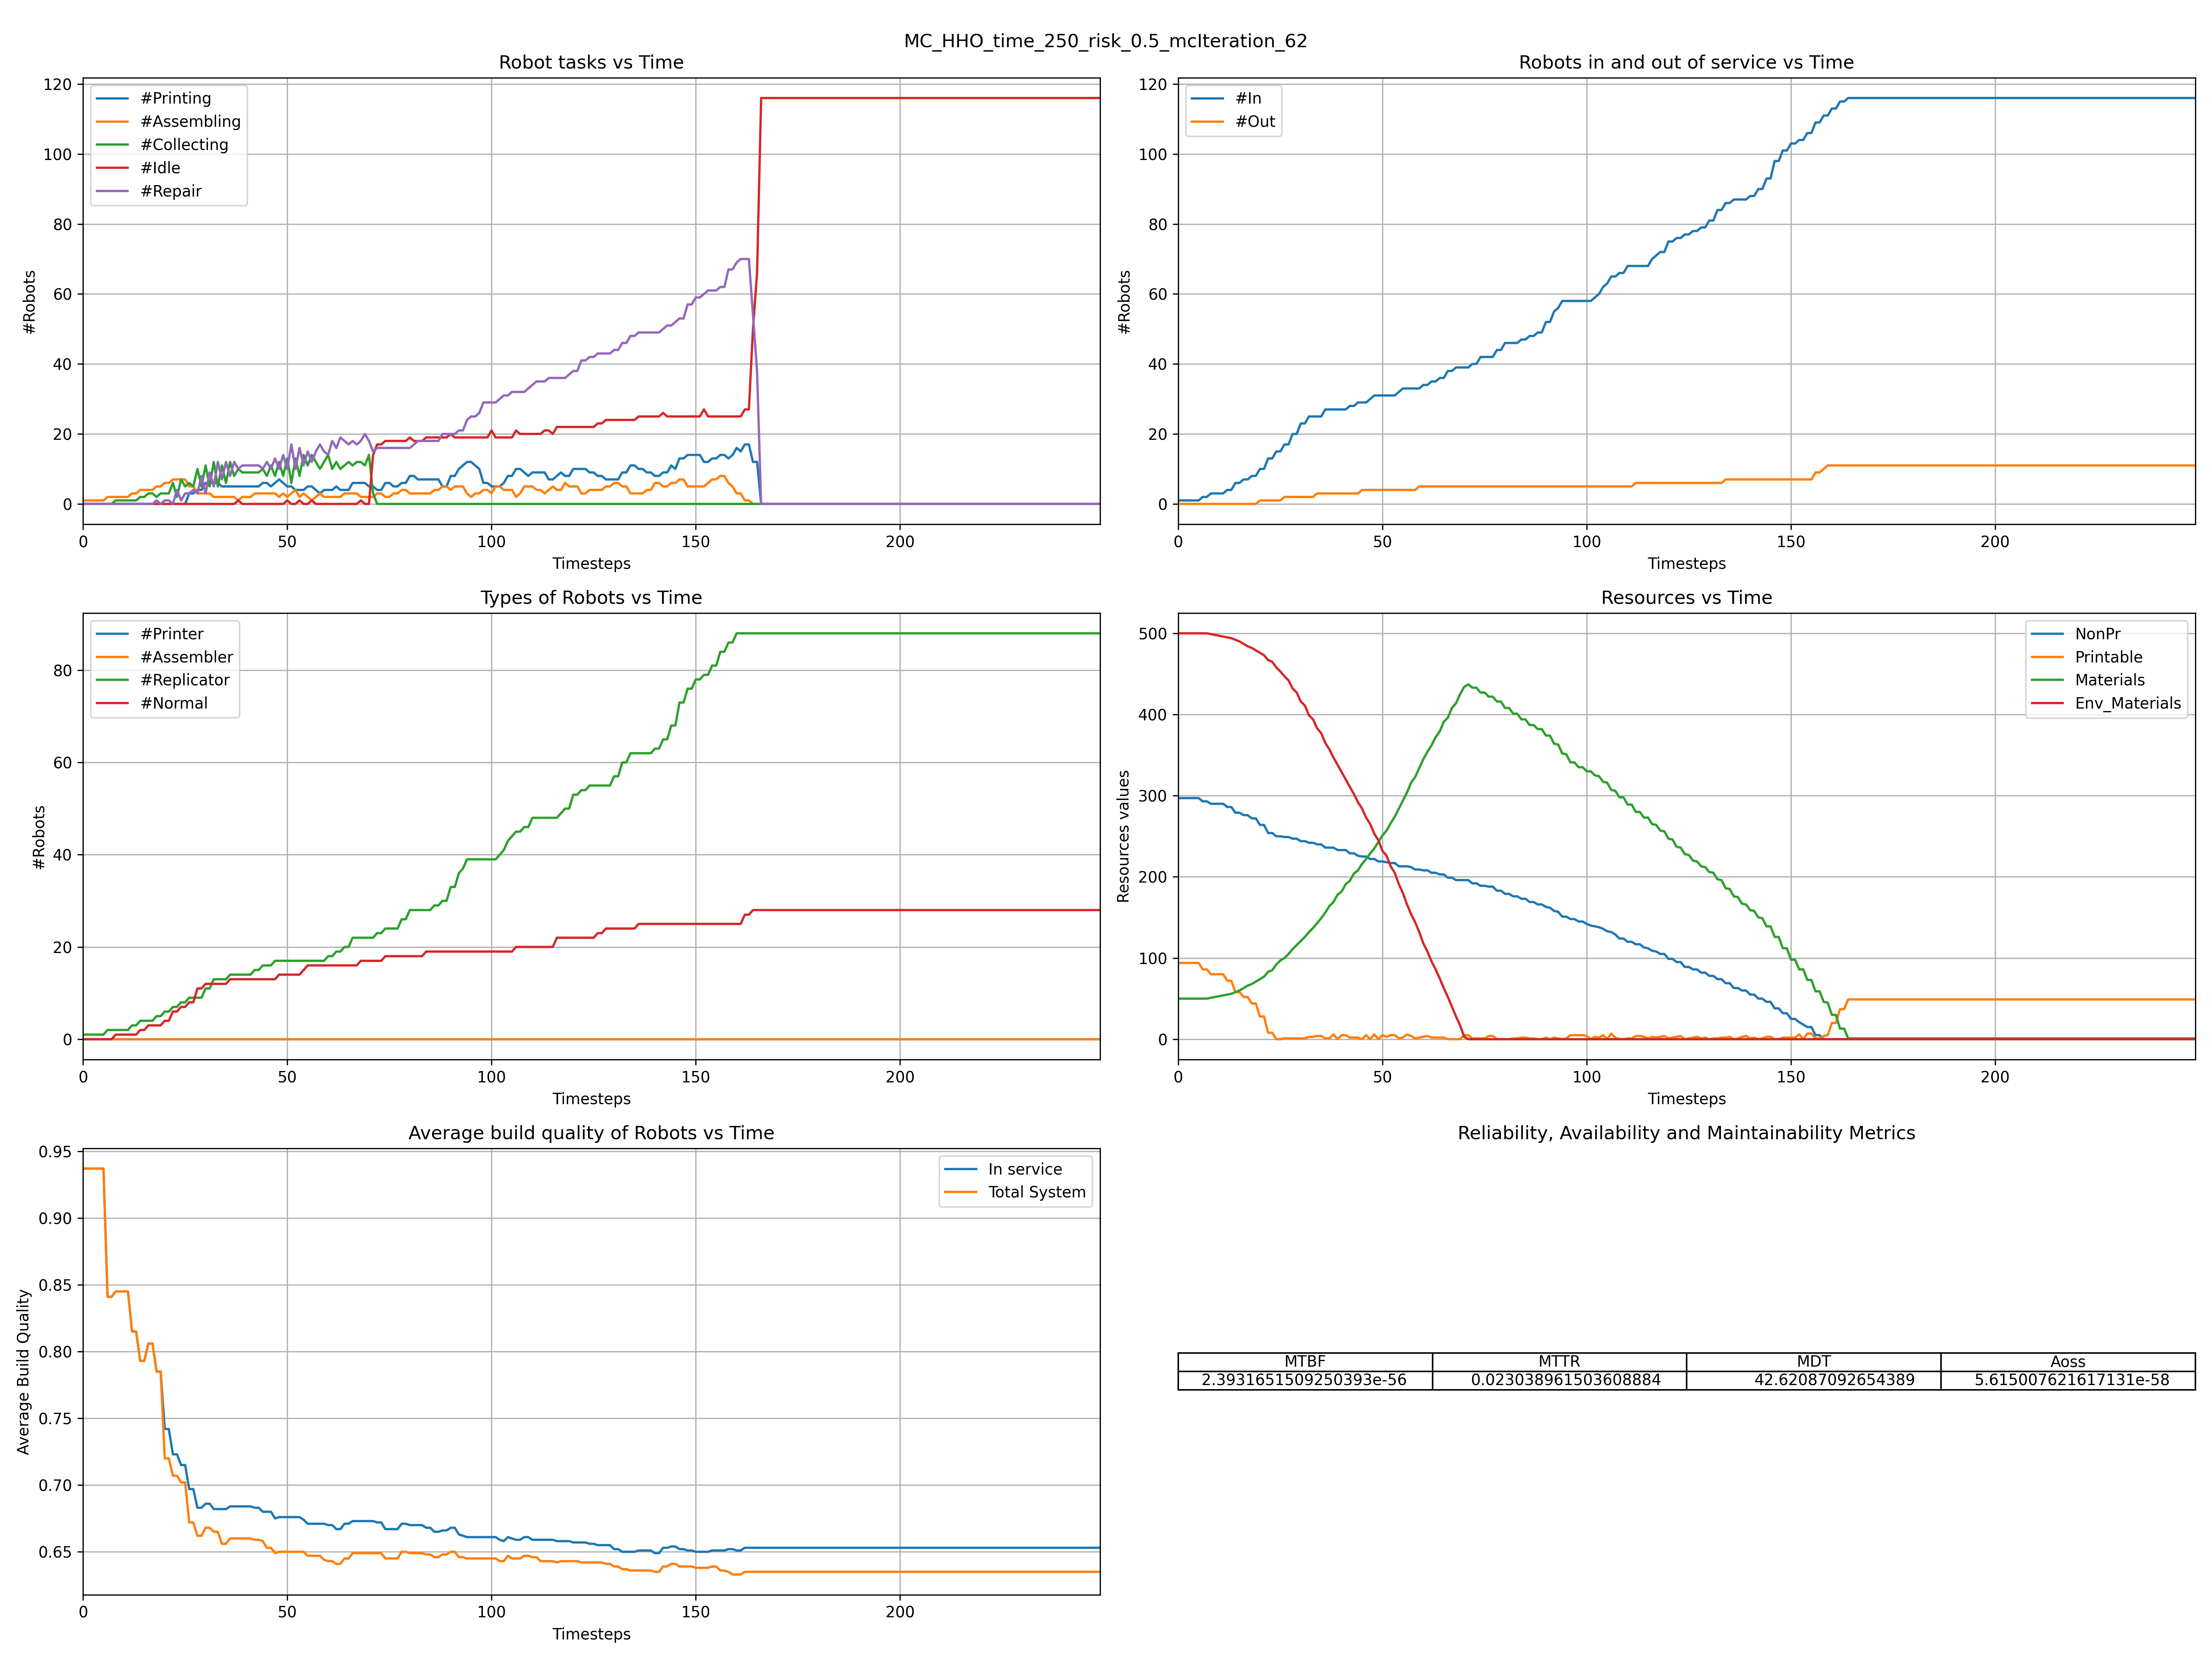 MC_HHO_time_250_risk_0.5_mcIteration_62
Robot tasks vs Time
120
100
80
60
40
20
0
#Robots
#Printing
#Assembling
#Collecting
#Idle
#Repair
0 50 100 150 200
Timesteps
Robots in and out of service vs Time
120
100
80
60
40
20
0
#Robots
#In
#Out
0 50 100 150 200
Timesteps
Types of Robots vs Time
80
60
40
20
0
#Robots
#Printer
#Assembler
#Replicator
#Normal
0 50 100 150 200
Timesteps
Resources vs Time
500
400
300
200
100
0
Resources values
NonPr
Printable
Materials
Env_Materials
0 50 100 150 200
Timesteps
Average build quality of Robots vs Time
0.95
0.90
0.85
0.80
0.75
0.70
0.65
Average Build Quality
In service
Total System
0 50 100 150 200
Timesteps
Reliability, Availability and Maintainability Metrics
MTBF MTTR MDT Aoss
2.3931651509250393e-56 0.023038961503608884 42.62087092654389 5.615007621617131e-58